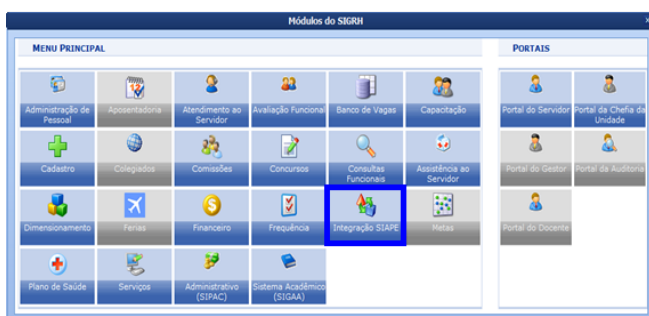 Módulos do SIGRH
x
MENU PRINCIPAL
PORTAIS
Administração de
Pessoal
Aposentadoria
Atendimento ao
Servidor
Avaliação Funcional
Banco de Vagas
Capacitação
Portal do Servidor
Portal da Chefia da
Unidade
Cadastro
Colegiados
Comissões
Concursos
Consultas
Funcionais
Assistência ao
Servidor
Portal do Gestor
Portal da Auditoria
Dimensionamento
Ferias
Financeiro
Frequência
Integração SIAPE
Metas
Portal do Docente
Plano de Saúde
Serviços
Administrativo
(SIPAC)
Sistema Acadêmico
(SIGAA)